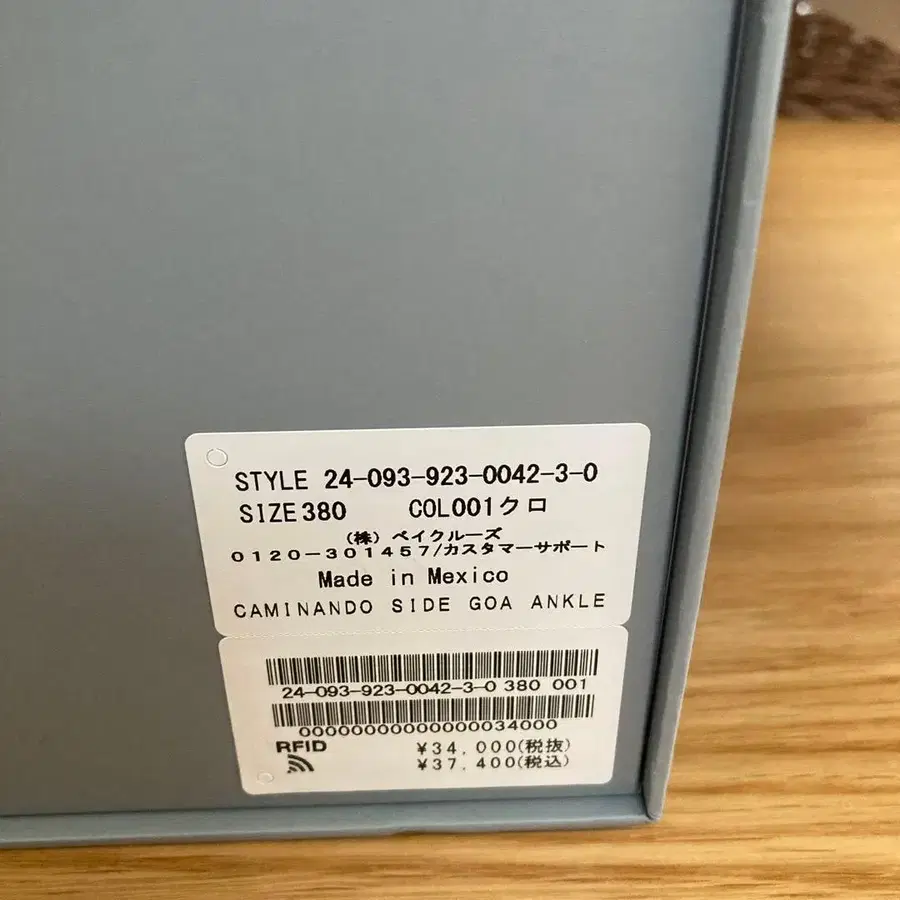 STYLE 24-093-923-0042-3-0
SIZE 380 COL001クロ
(株) ベイクルーズ
0120-301457/カスタマーサポート
Made in Mexico
CAMINANDO SIDE GOA ANKLE
24-093-923-0042-3-0 380 001
00000000000000034000
RFID
¥34,000(税抜)
¥37,400(税込)